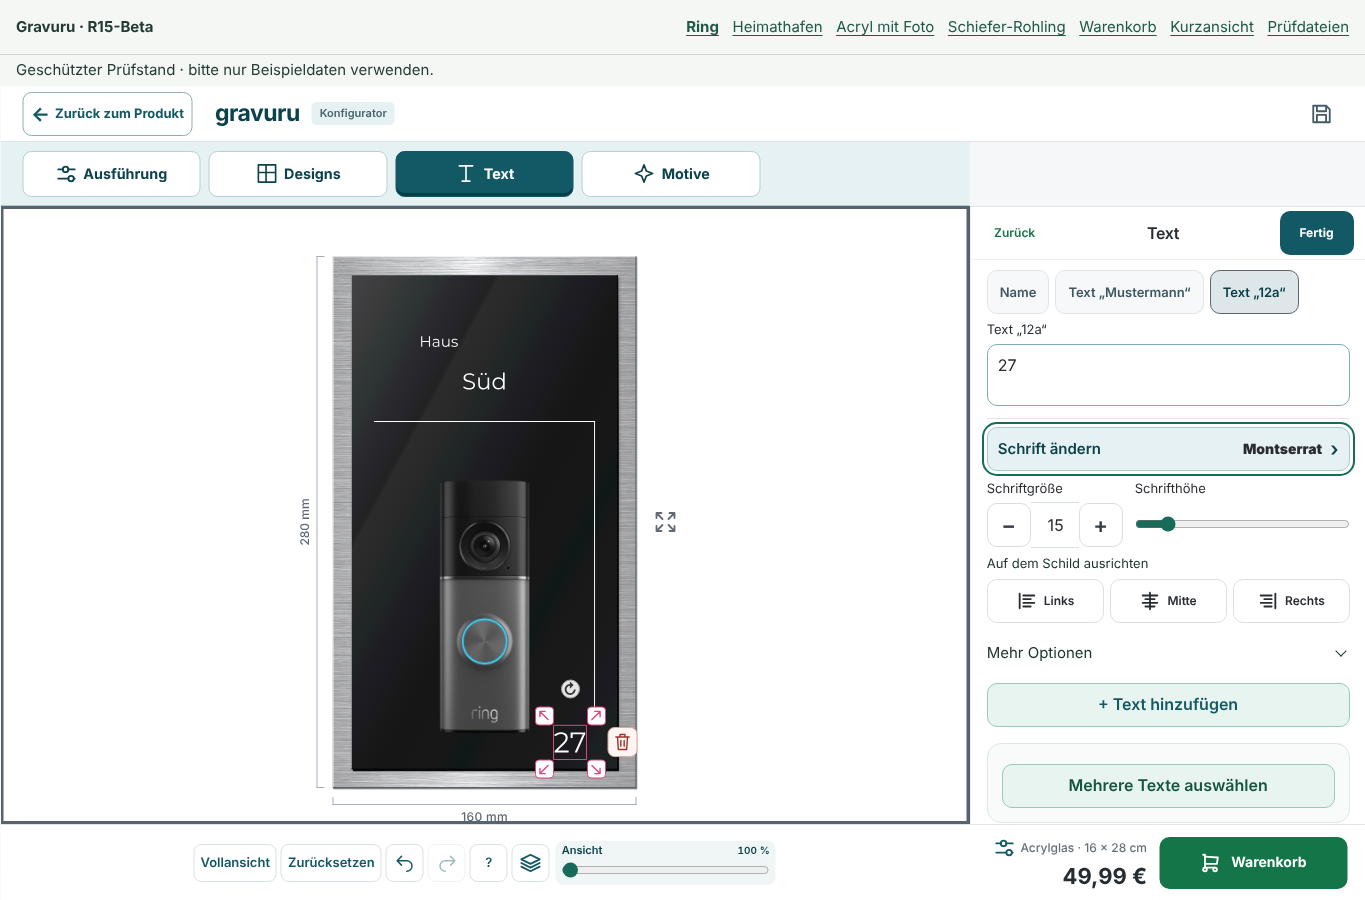 Gravuru · R15-Beta
Ring Heimathafen Acryl mit Foto Schiefer-Rohling Warenkorb Kurzansicht Prüfdateien
Geschützter Prüfstand · bitte nur Beispieldaten verwenden.
Zurück zum Produkt
gravuru
Konfigurator
Ausführung
Designs
Text
Motive
Haus
Süd
280 mm
ring
27
160 mm
Zurück
Text
Fertig
Name
Text „Mustermann“
Text „12a“
Text „12a“
27
Schrift ändern
Montserrat
Schriftgröße
Schrifthöhe
− 15 +
Auf dem Schild ausrichten
Links
Mitte
Rechts
Mehr Optionen
+ Text hinzufügen
Mehrere Texte auswählen
Vollansicht
Zurücksetzen
?
Ansicht
100 %
Acrylglas · 16 × 28 cm
49,99 €
Warenkorb